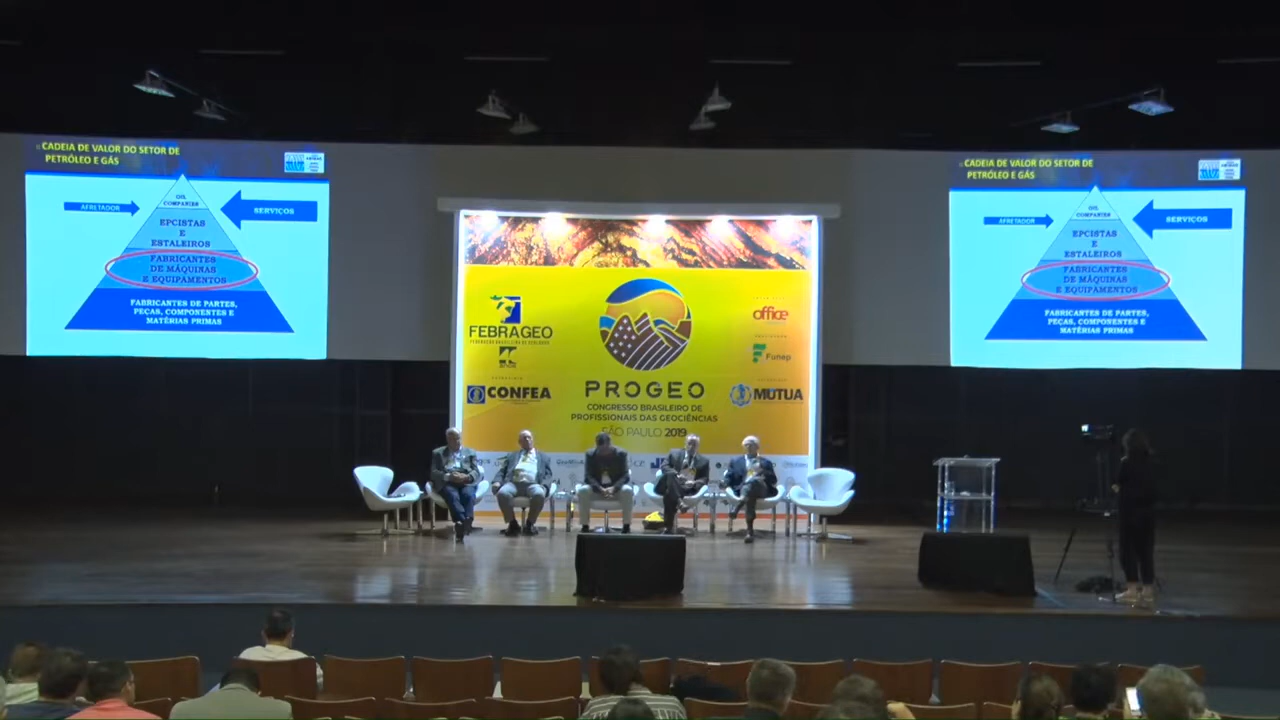 CADEIA DE VALOR DO SETOR DE
PETRÓLEO E GÁS
OIL
COMPANIES
AFRETADOR
SERVIÇOS
EPCISTAS
E
ESTALEIROS
FABRICANTES
DE MÁQUINAS
E EQUIPAMENTOS
FABRICANTES DE PARTES,
PEÇAS, COMPONENTES E
MATÉRIAS PRIMAS
FEBRAGEO
CONFEA
PROGEO
CONGRESSO BRASILEIRO DE
PROFISSIONAIS DAS GEOCIÊNCIAS
SÃO PAULO 2019
office
Funep
MUTUA
CADEIA DE VALOR DO SETOR DE
PETRÓLEO E GÁS
OIL
COMPANIES
AFRETADOR
SERVIÇOS
EPCISTAS
E
ESTALEIROS
FABRICANTES
DE MÁQUINAS
E EQUIPAMENTOS
FABRICANTES DE PARTES,
PEÇAS, COMPONENTES E
MATÉRIAS PRIMAS